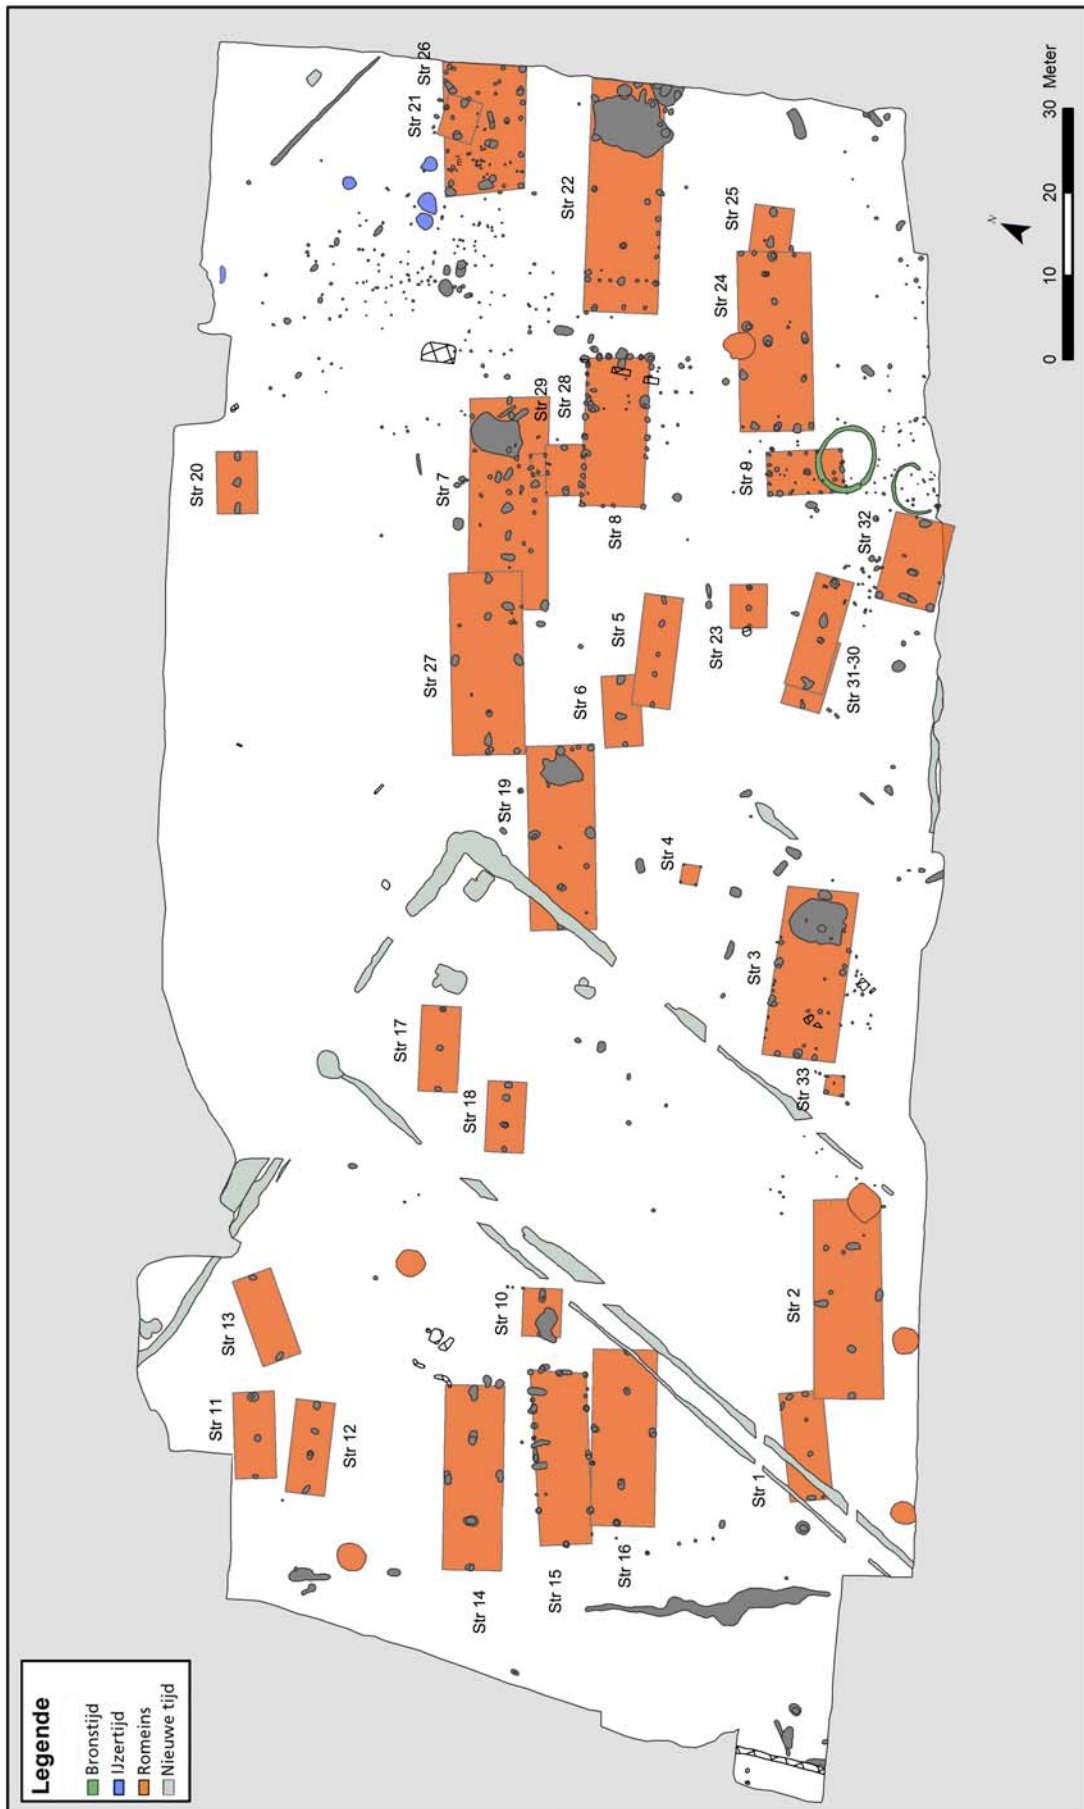 Legende
Bronstijd
IJzertijd
Romeins
Nieuwe tijd
Str 11
Str 12
Str 13
Str 14
Str 15
Str 16
Str 10
Str 1
Str 2
Str 17
Str 18
Str 33
Str 3
Str 4
Str 19
Str 27
Str 6
Str 5
Str 31-30
Str 23
Str 32
Str 20
Str 7
Str 29
Str 28
Str 8
Str 9
Str 24
Str 25
Str 22
Str 21
Str 26
N
0 10 20 30 Meter